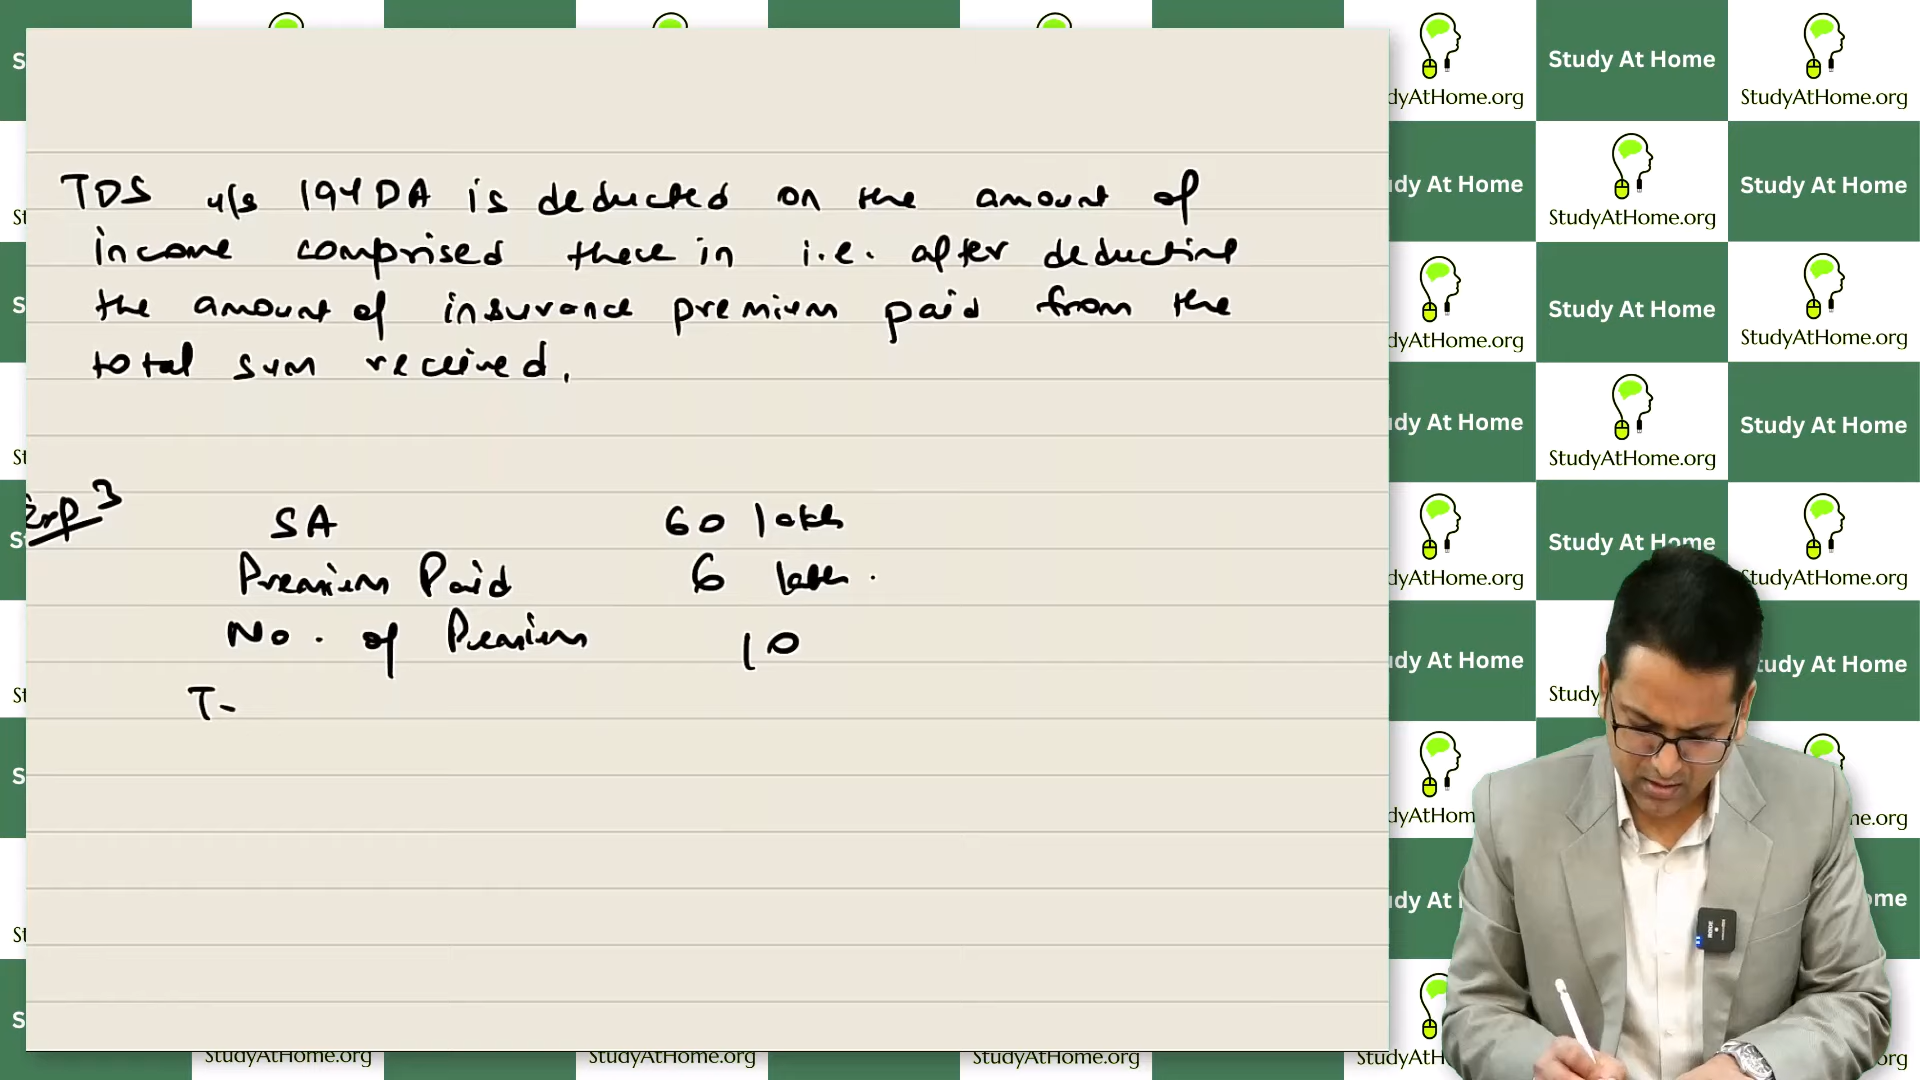 TDS u/s 194DA is deducted on the amount of
income comprised there in i.e. after deducting
the amount of insurance premium paid from the
total sum received.
Exp 3
SA 60 lakh
Premium Paid 6 lakh.
No. of Premium 10
T-
Study At Home
StudyAtHome.org